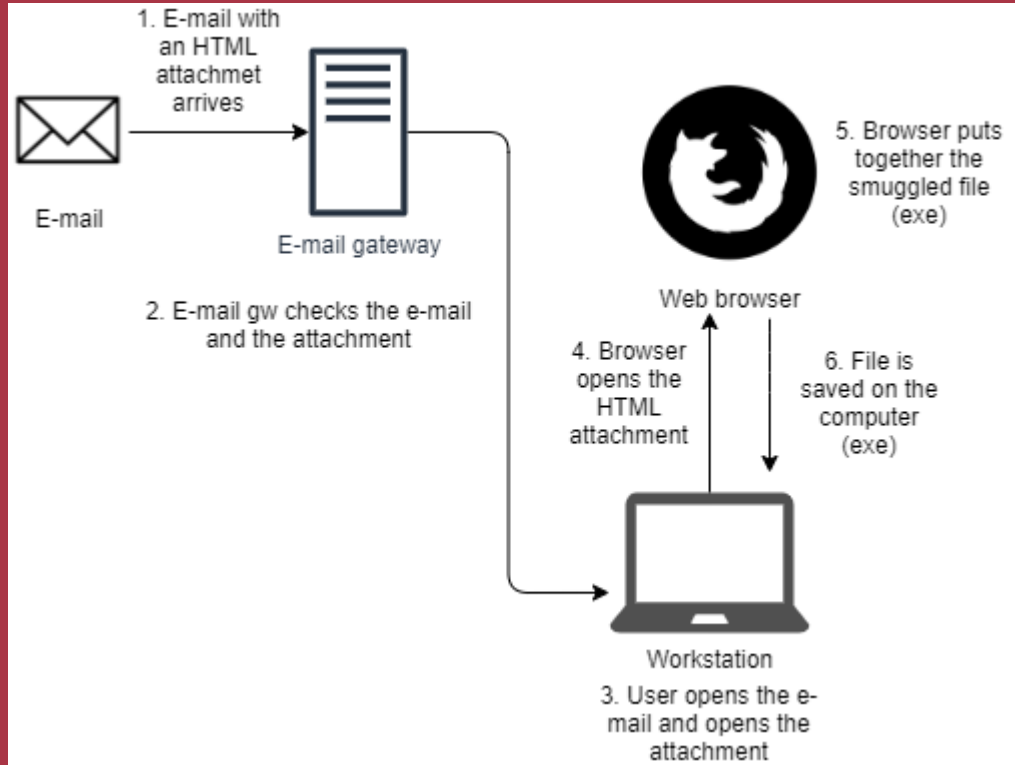 1. E-mail with
an HTML
attachmet
arrives
E-mail
E-mail gateway
2. E-mail gw checks the e-mail
and the attachment
5. Browser puts
together the
smuggled file
(exe)
Web browser
4. Browser
opens the
HTML
attachment
6. File is
saved on the
computer
(exe)
Workstation
3. User opens the e-
mail and opens the
attachment